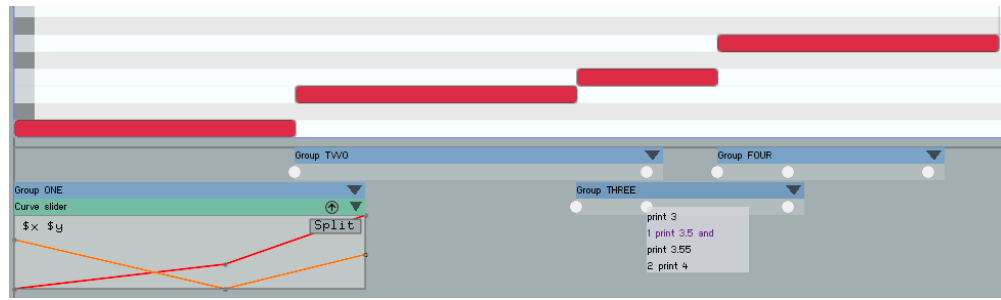 Group TWO
Group FOUR
Group ONE
Group THREE
Curve slider
$x $y
Split
print 3
1 print 3.5 and
print 3.55
2 print 4